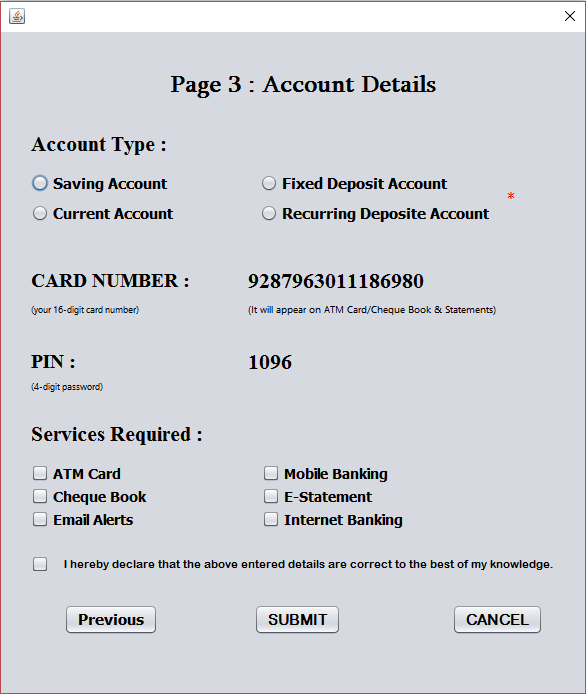 Page 3 : Account Details
Account Type :
Saving Account
Fixed Deposit Account
*
Current Account
Recurring Deposite Account
CARD NUMBER :
9287963011186980
(your 16-digit card number)
(It will appear on ATM Card/Cheque Book & Statements)
PIN :
1096
(4-digit password)
Services Required :
ATM Card
Mobile Banking
Cheque Book
E-Statement
Email Alerts
Internet Banking
I hereby declare that the above entered details are correct to the best of my knowledge.
Previous
SUBMIT
CANCEL